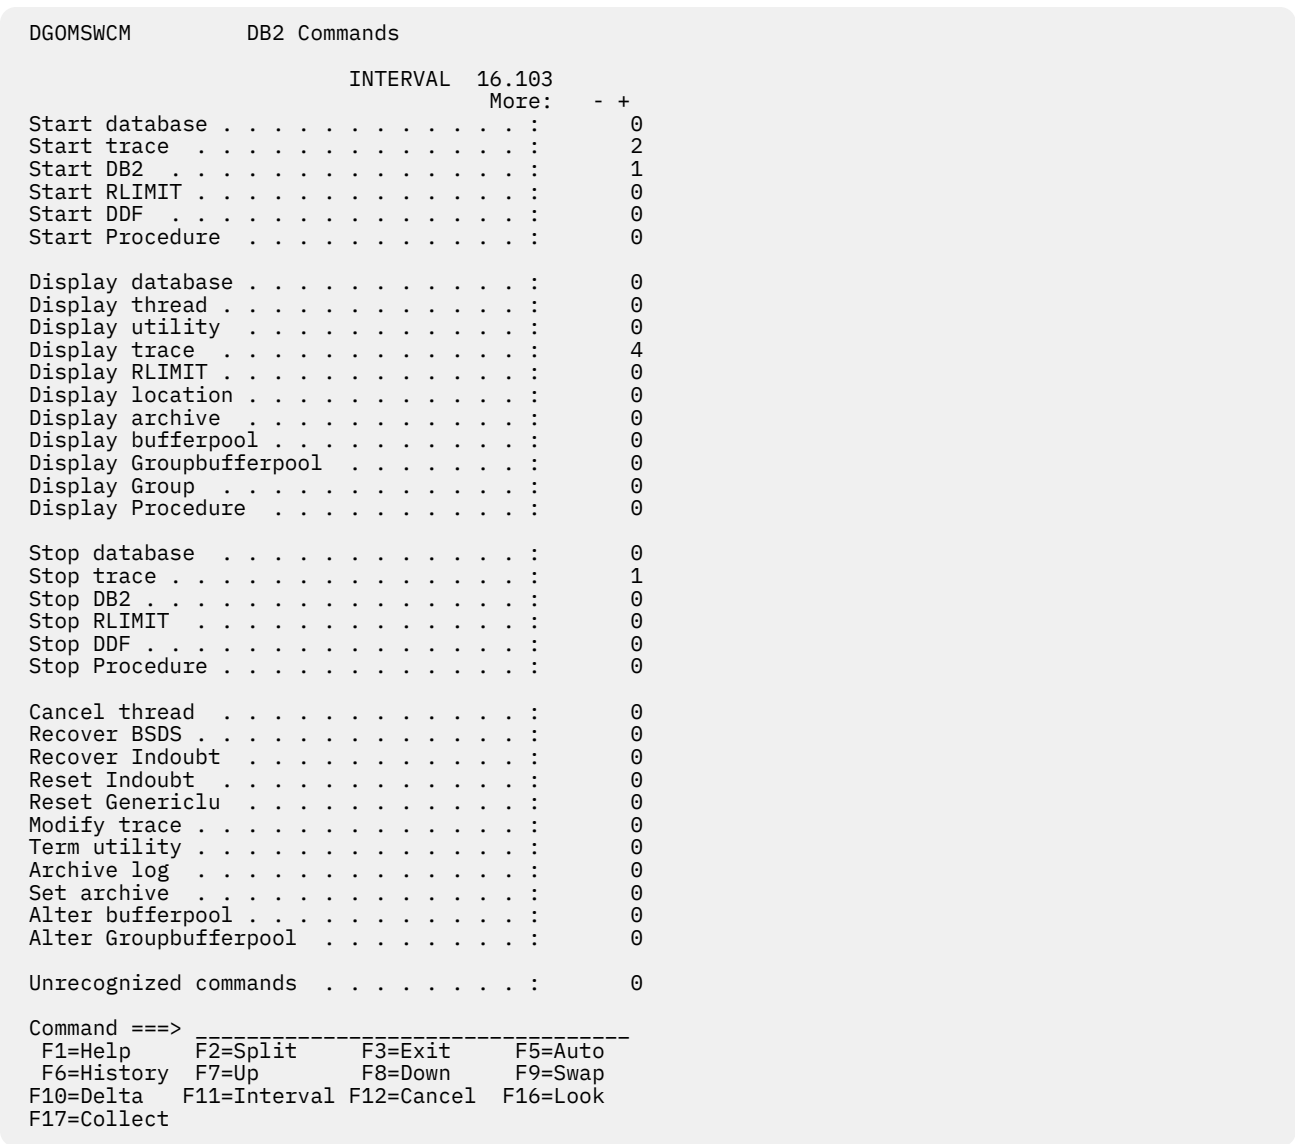 DGOMSWCM         DB2 Commands
                         INTERVAL  16.103
                                    More:   - +
Start database . . . . . . . . . . . . . :       0
Start trace  . . . . . . . . . . . . . . :       2
Start DB2  . . . . . . . . . . . . . . . :       1
Start RLIMIT . . . . . . . . . . . . . . :       0
Start DDF  . . . . . . . . . . . . . . . :       0
Start Procedure  . . . . . . . . . . . . :       0
Display database . . . . . . . . . . . . :       0
Display thread . . . . . . . . . . . . . :       0
Display utility  . . . . . . . . . . . . :       0
Display trace  . . . . . . . . . . . . . :       4
Display RLIMIT . . . . . . . . . . . . . :       0
Display location . . . . . . . . . . . . :       0
Display archive  . . . . . . . . . . . . :       0
Display bufferpool . . . . . . . . . . . :       0
Display Groupbufferpool  . . . . . . . . :       0
Display Group  . . . . . . . . . . . . . :       0
Display Procedure  . . . . . . . . . . . :       0
Stop database  . . . . . . . . . . . . . :       0
Stop trace . . . . . . . . . . . . . . . :       1
Stop DB2 . . . . . . . . . . . . . . . . :       0
Stop RLIMIT  . . . . . . . . . . . . . . :       0
Stop DDF . . . . . . . . . . . . . . . . :       0
Stop Procedure . . . . . . . . . . . . . :       0
Cancel thread  . . . . . . . . . . . . . :       0
Recover BSDS . . . . . . . . . . . . . . :       0
Recover Indoubt  . . . . . . . . . . . . :       0
Reset Indoubt  . . . . . . . . . . . . . :       0
Reset Genericlu  . . . . . . . . . . . . :       0
Modify trace . . . . . . . . . . . . . . :       0
Term utility . . . . . . . . . . . . . . :       0
Archive log  . . . . . . . . . . . . . . :       0
Set archive  . . . . . . . . . . . . . . :       0
Alter bufferpool . . . . . . . . . . . . :       0
Alter Groupbufferpool  . . . . . . . . . :       0
Unrecognized commands  . . . . . . . . . :       0
Command ===> __________________________________
 F1=Help     F2=Split     F3=Exit     F5=Auto
 F6=History  F7=Up        F8=Down     F9=Swap
F10=Delta   F11=Interval F12=Cancel  F16=Look
F17=Collect